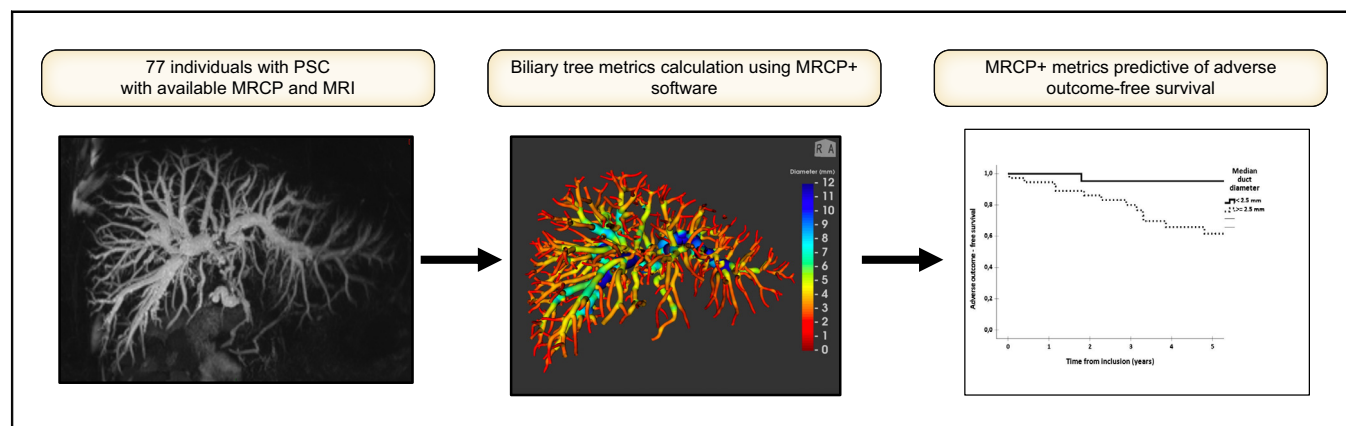 77 individuals with PSC
with available MRCP and MRI
Biliary tree metrics calculation using MRCP+
software
MRCP+ metrics predictive of adverse
outcome-free survival
R A
Diameter (mm)
12
11
10
9
8
7
6
5
4
3
2
1
0
Adverse outcome - free survival
1,0
0,8
0,6
0,4
0,2
0,0
0 1 2 3 4 5
Time from inclusion (years)
Median
duct
diameter
< 2.5 mm
>= 2.5 mm